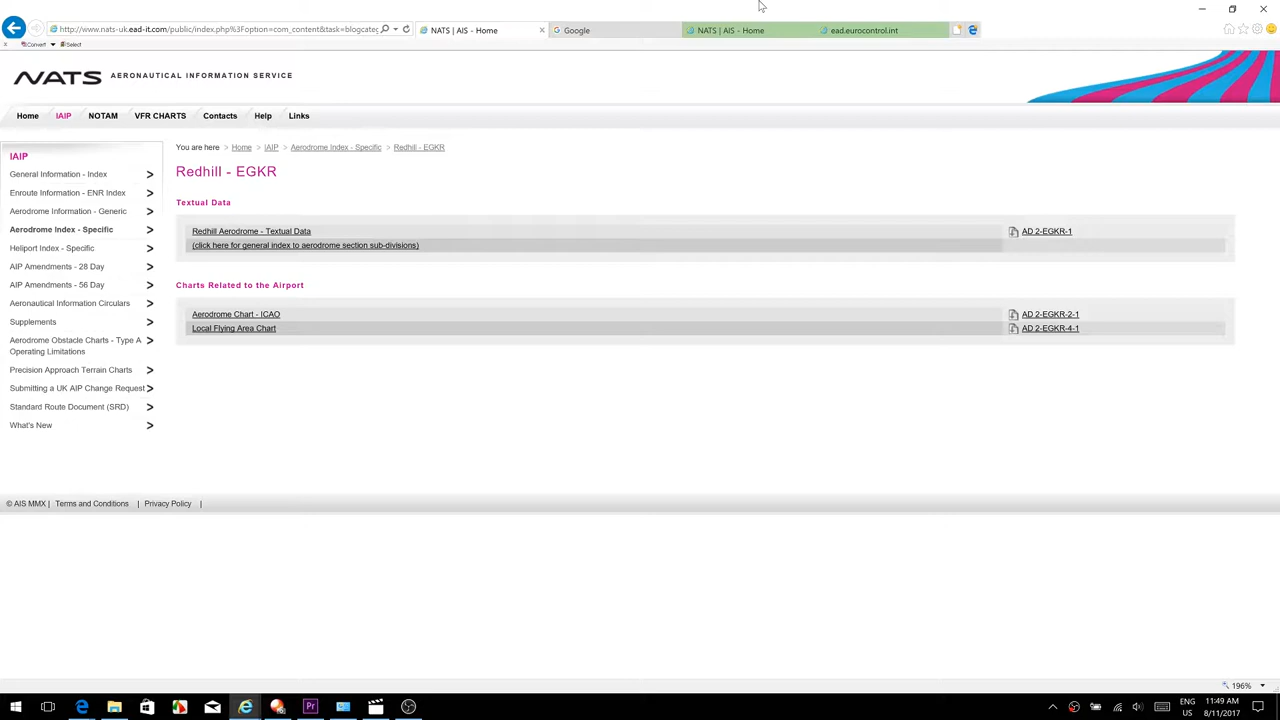 http://www.nats-uk.ead-it.com/public/index.php%3Foption=com_content&task=blogcateg
NATS | AIS - Home
Google
NATS | AIS - Home
ead.eurocontrol.int
x Convert Select
NATS AERONAUTICAL INFORMATION SERVICE
Home IAIP NOTAM VFR CHARTS Contacts Help Links
You are here > Home > IAIP > Aerodrome Index - Specific > Redhill - EGKR
IAIP
General Information - Index >
Enroute Information - ENR Index >
Aerodrome Information - Generic >
Aerodrome Index - Specific >
Heliport Index - Specific >
AIP Amendments - 28 Day >
AIP Amendments - 56 Day >
Aeronautical Information Circulars >
Supplements >
Aerodrome Obstacle Charts - Type A >
Operating Limitations
Precision Approach Terrain Charts >
Submitting a UK AIP Change Request >
Standard Route Document (SRD) >
What's New >
Redhill - EGKR
Textual Data
Redhill Aerodrome - Textual Data AD 2-EGKR-1
(click here for general index to aerodrome section sub-divisions)
Charts Related to the Airport
Aerodrome Chart - ICAO AD 2-EGKR-2-1
Local Flying Area Chart AD 2-EGKR-4-1
© AIS MMX | Terms and Conditions | Privacy Policy |
196%
Pr
ENG
US
11:49 AM
8/11/2017